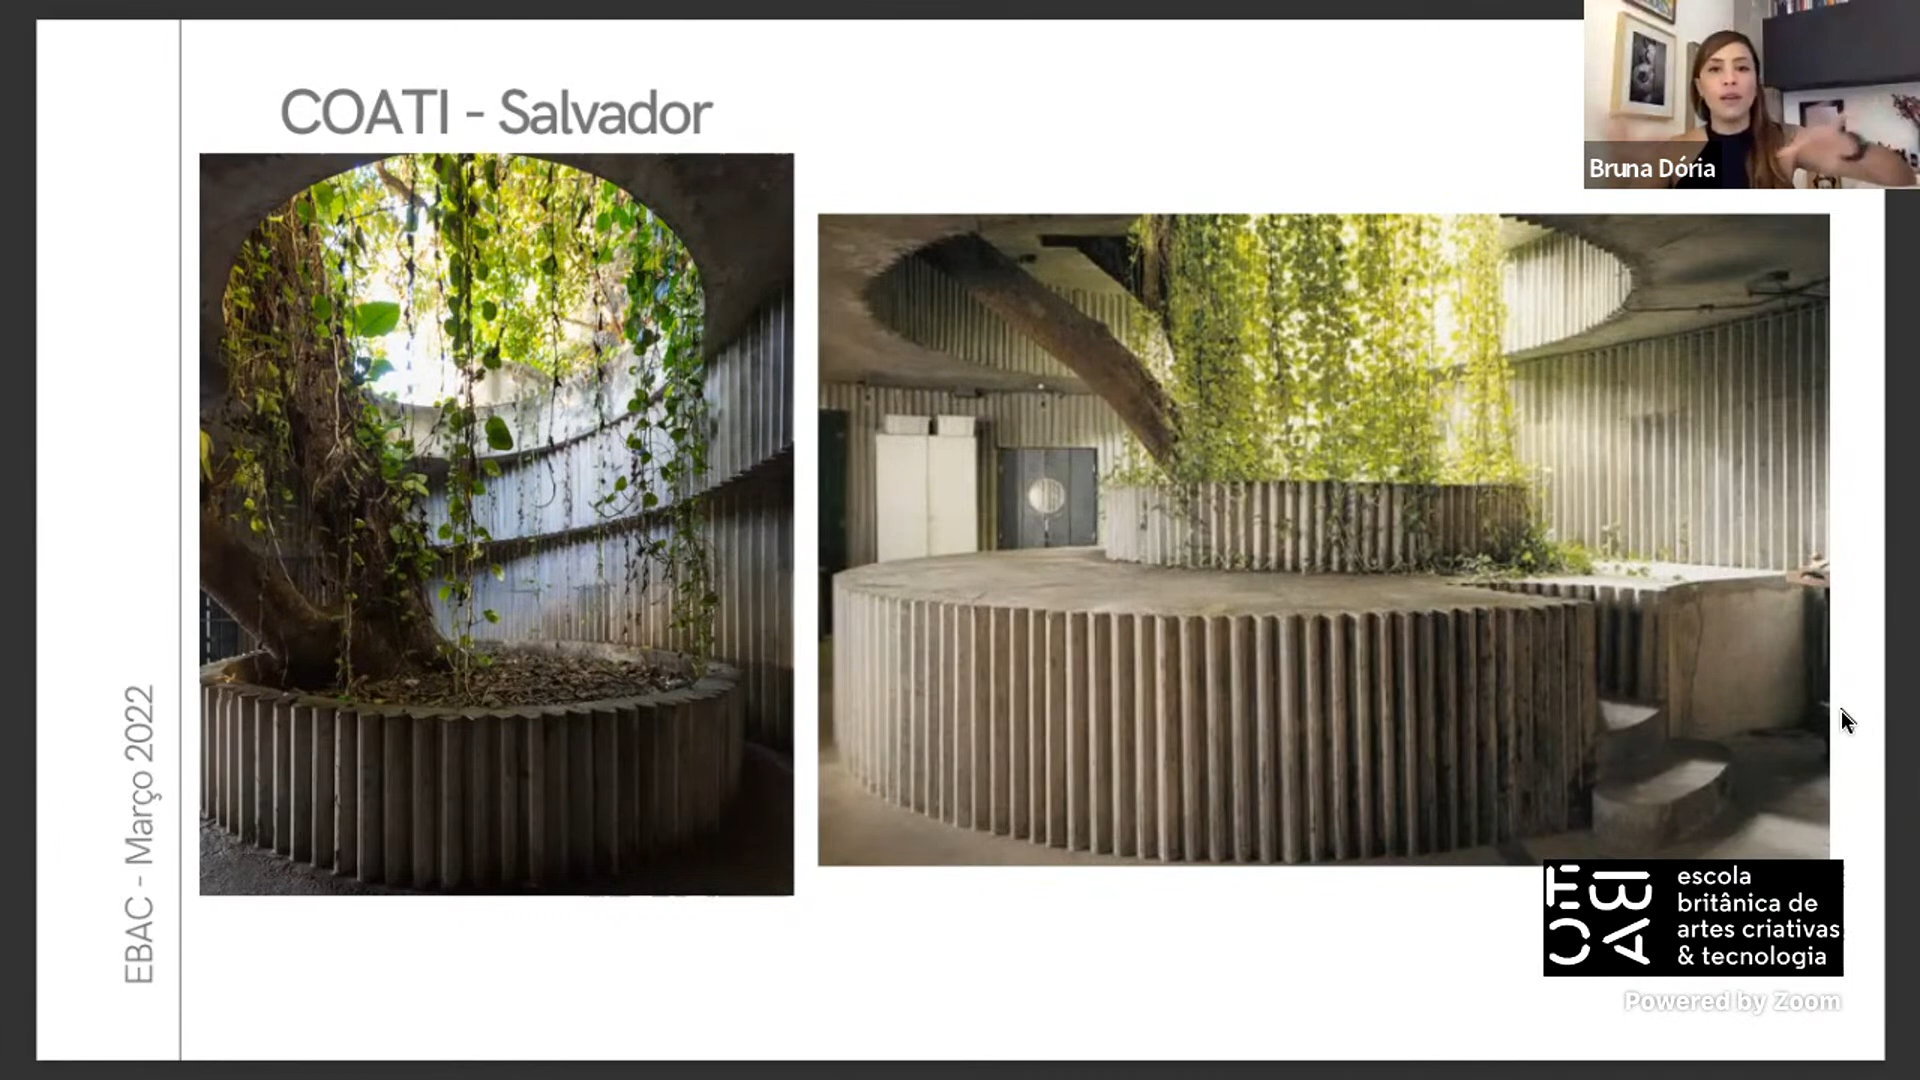 COATI - Salvador
Bruna Dória
EBAC - Março 2022
escola
britânica de
artes criativas
& tecnologia
Powered by Zoom